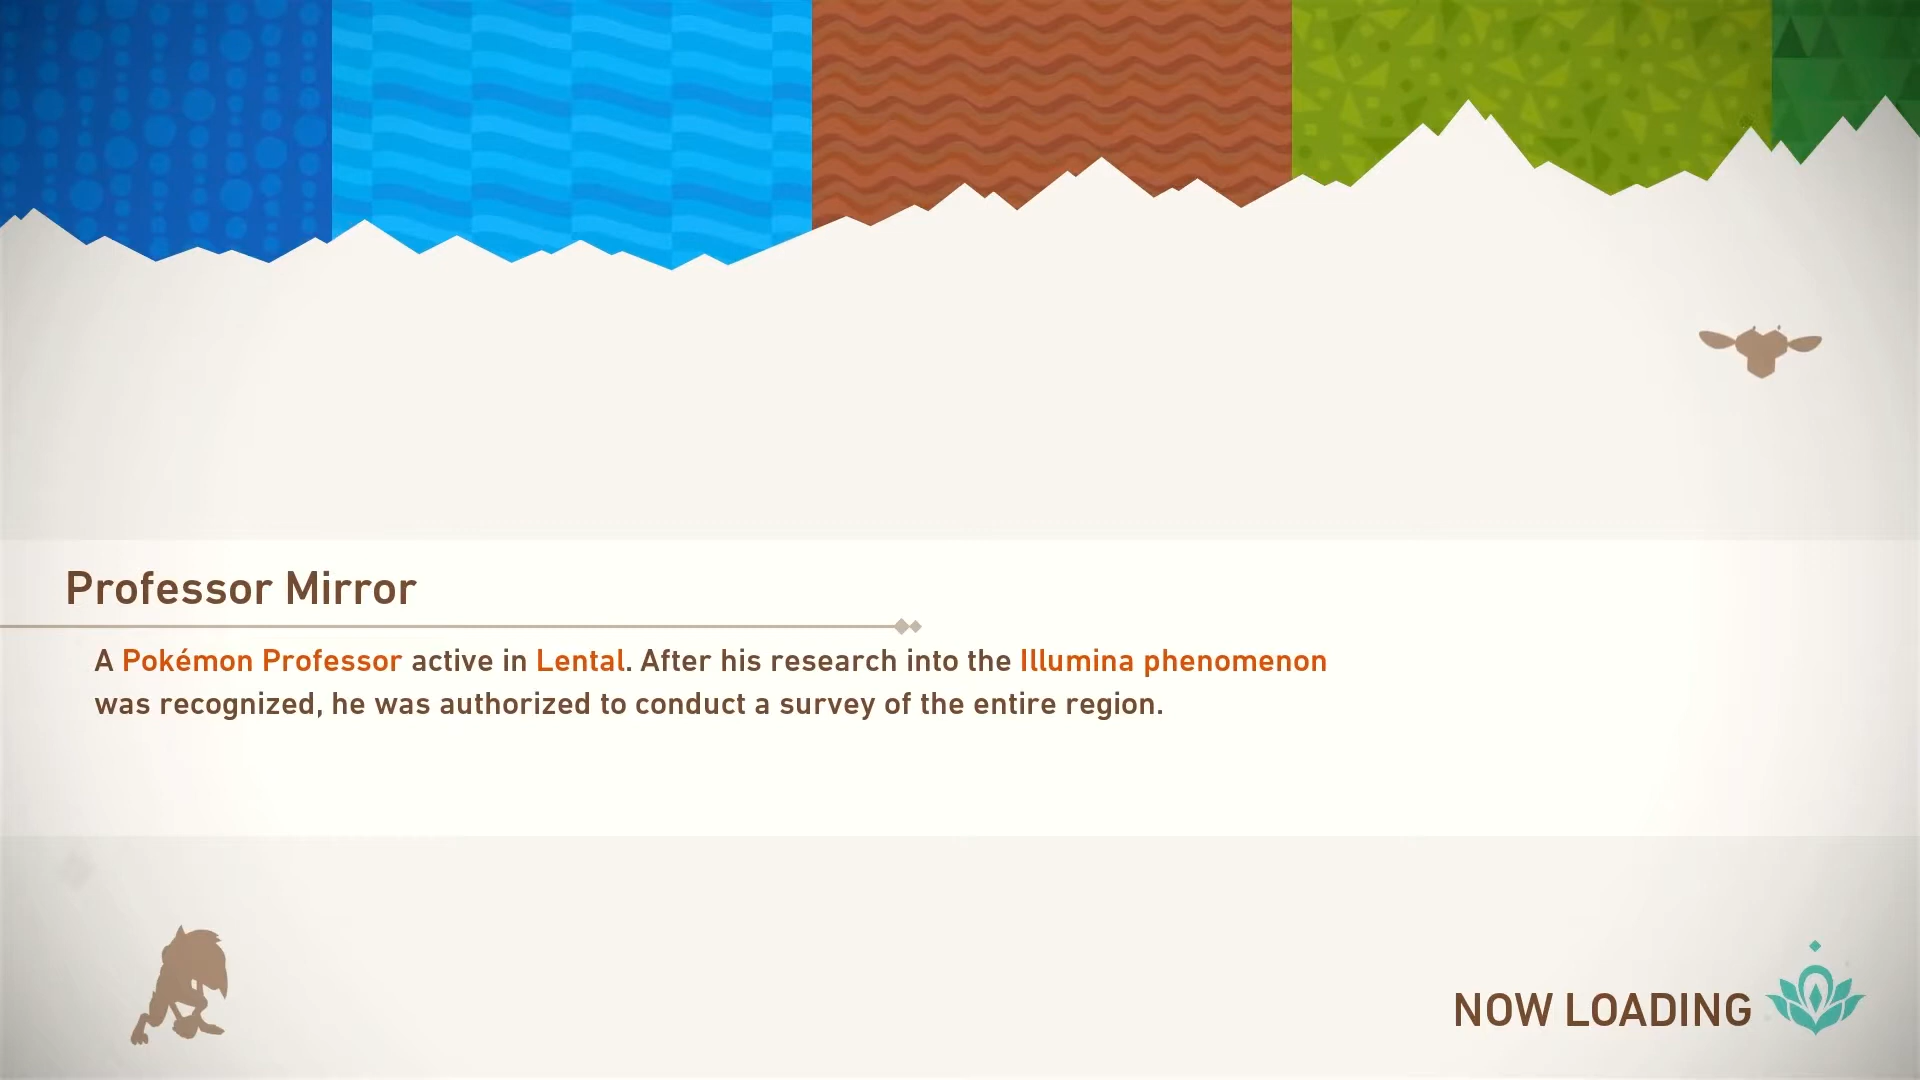 Professor Mirror
A Pokémon Professor active in Lental. After his research into the Illumina phenomenon
was recognized, he was authorized to conduct a survey of the entire region.
NOW LOADING